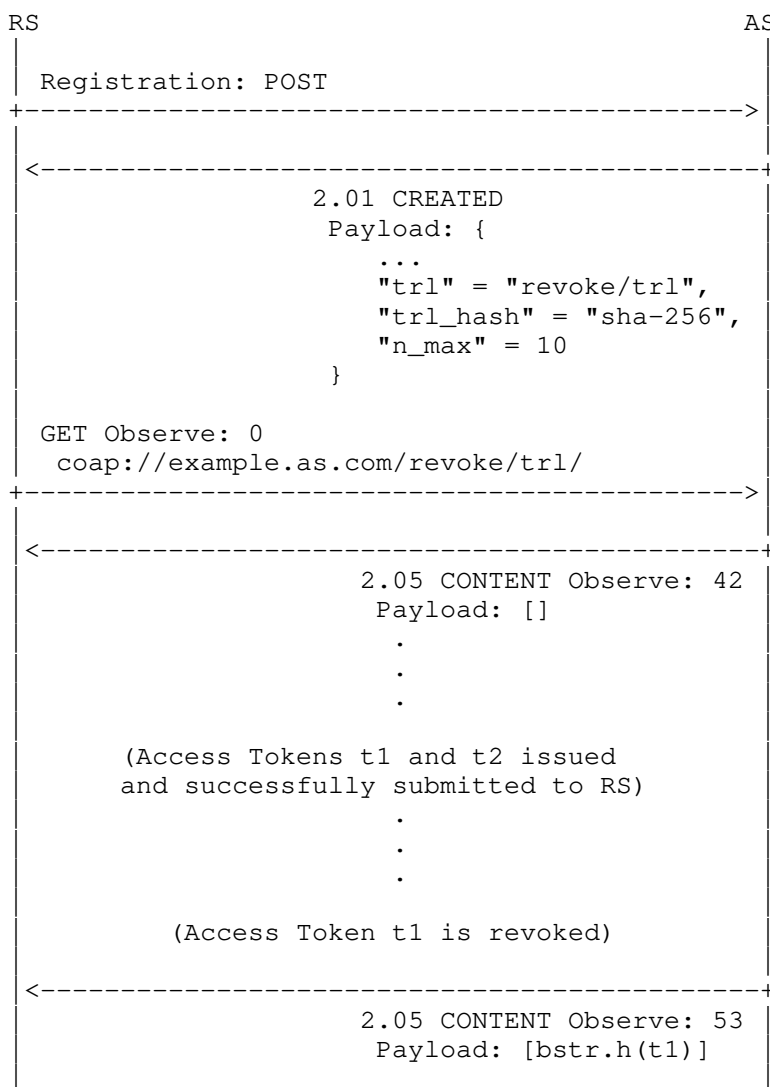 RS AS
Registration: POST
2.01 CREATED
Payload: {
...
"trl" = "revoke/trl",
"trl_hash" = "sha-256",
"n_max" = 10
}
GET Observe: 0
coap://example.as.com/revoke/trl/
2.05 CONTENT Observe: 42
Payload: []
.
.
.
(Access Tokens t1 and t2 issued
and successfully submitted to RS)
.
.
.
(Access Token t1 is revoked)
2.05 CONTENT Observe: 53
Payload: [bstr.h(t1)]